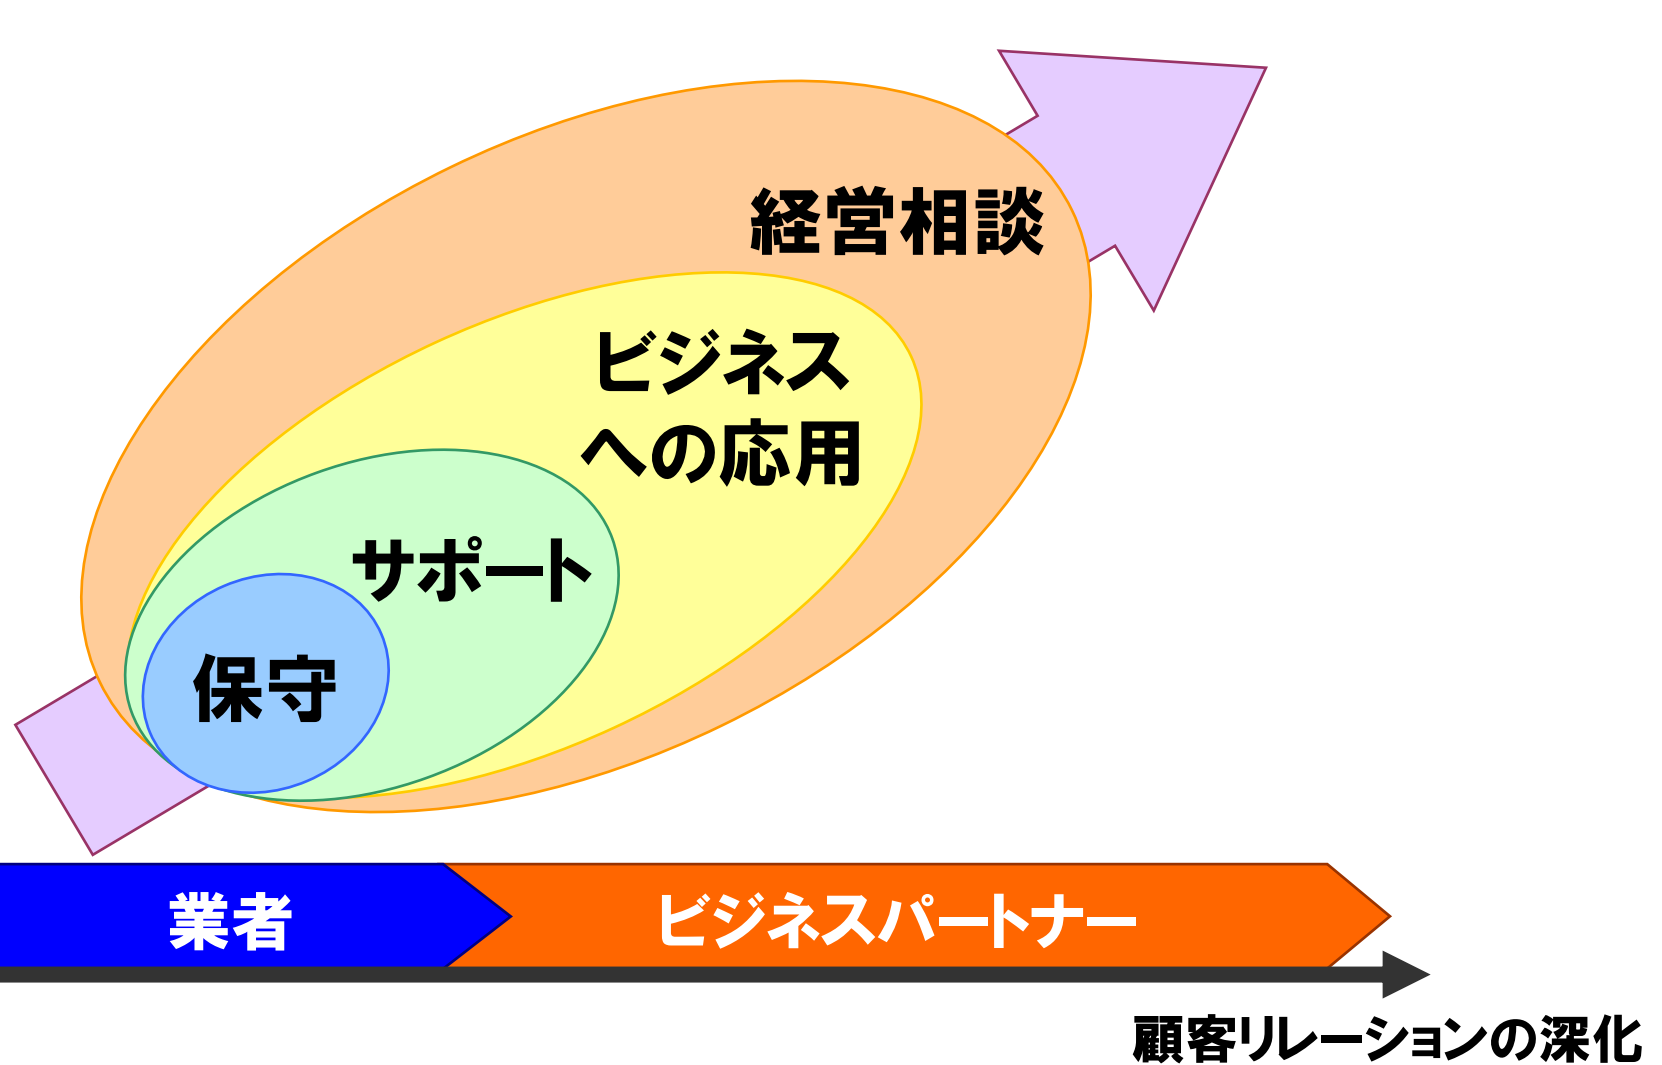 経営相談
ビジネス
への応用
サポート
保守
業者
ビジネスパートナー
顧客リレーションの深化